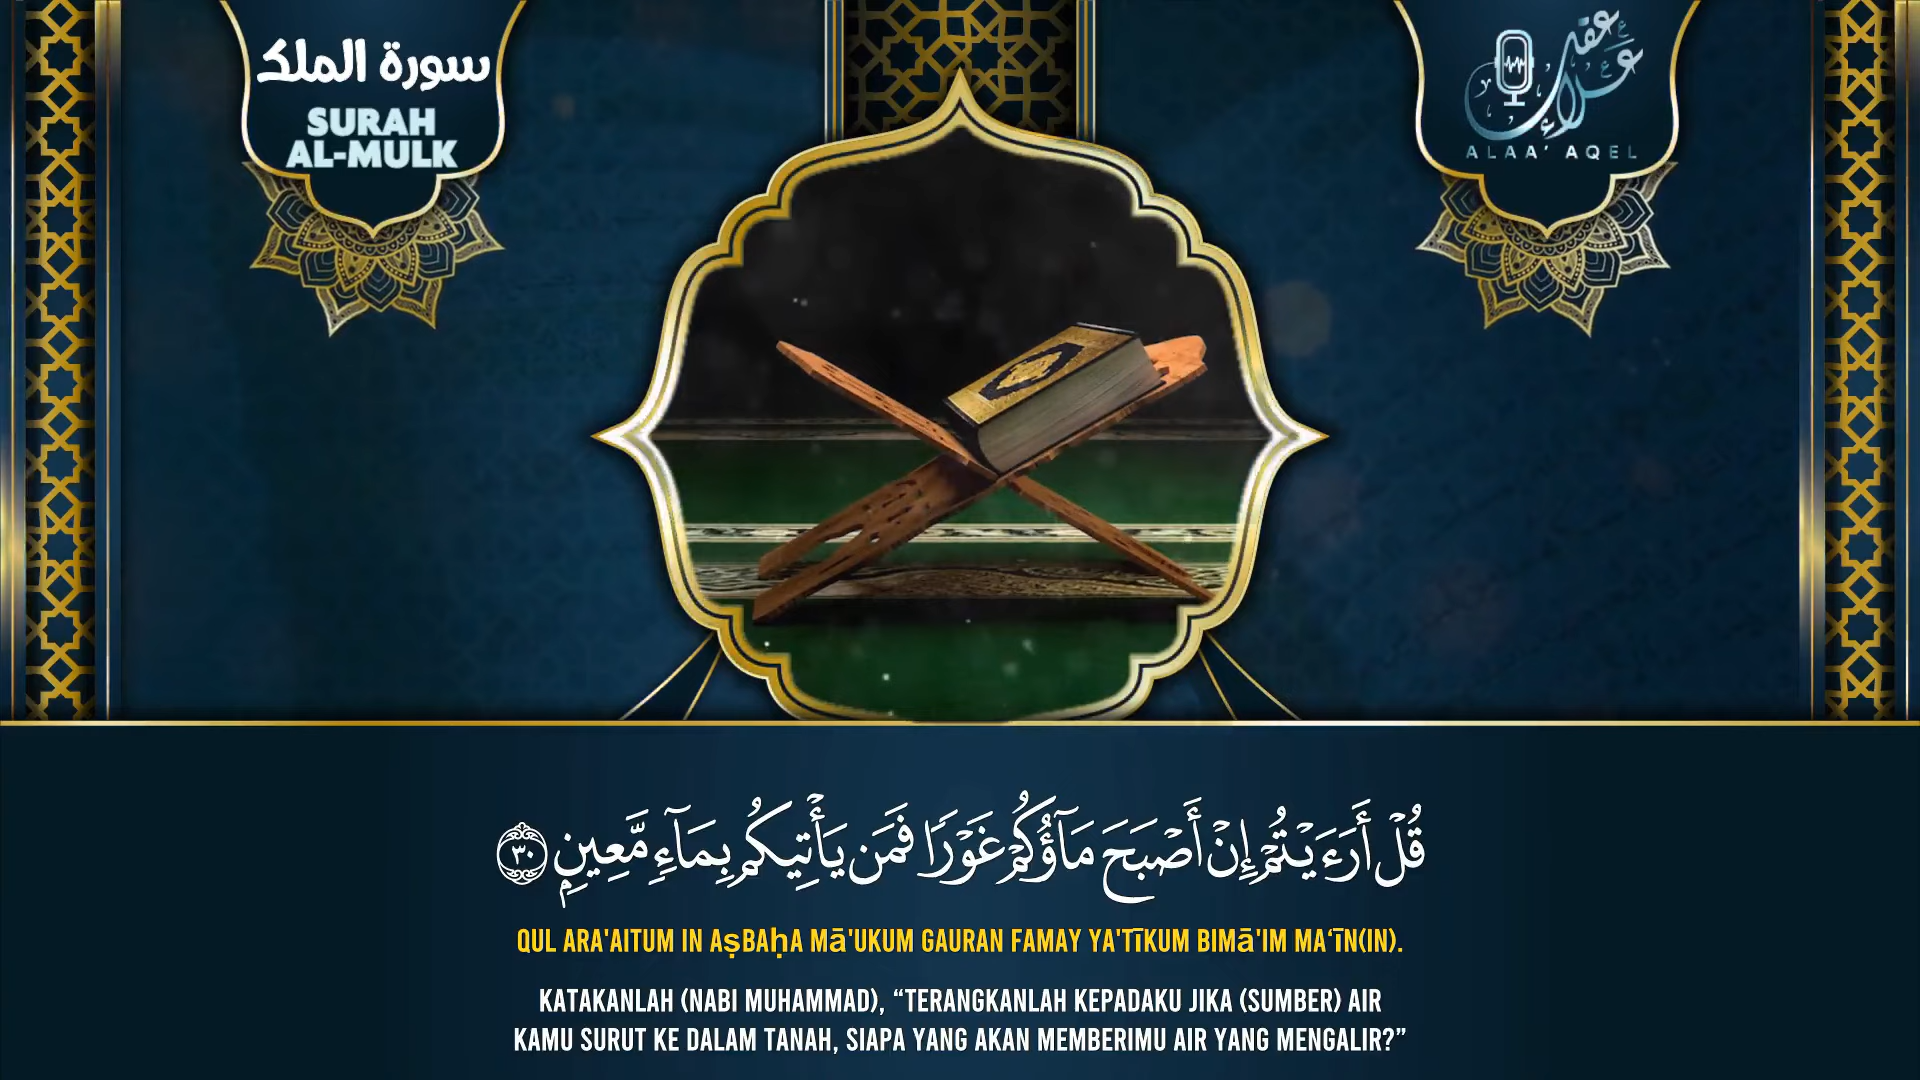 سورة الملك
SURAH
AL-MULK
عقل
علاء
ALAA' AQEL
قُلْ أَرَءَيْتُمْ إِنْ أَصْبَحَ مَآؤُكُمْ غَوْرًا فَمَن يَأْتِيكُم بِمَآءٍ مَّعِينٍۭ ٣٠
QUL ARA'AITUM IN AṣBAḥA Mā'UKUM GAURAN FAMAY YA'TīKUM BIMā'IM MA‘īN(IN).
KATAKANLAH (NABI MUHAMMAD), “TERANGKANLAH KEPADAKU JIKA (SUMBER) AIR
KAMU SURUT KE DALAM TANAH, SIAPA YANG AKAN MEMBERIMU AIR YANG MENGALIR?”